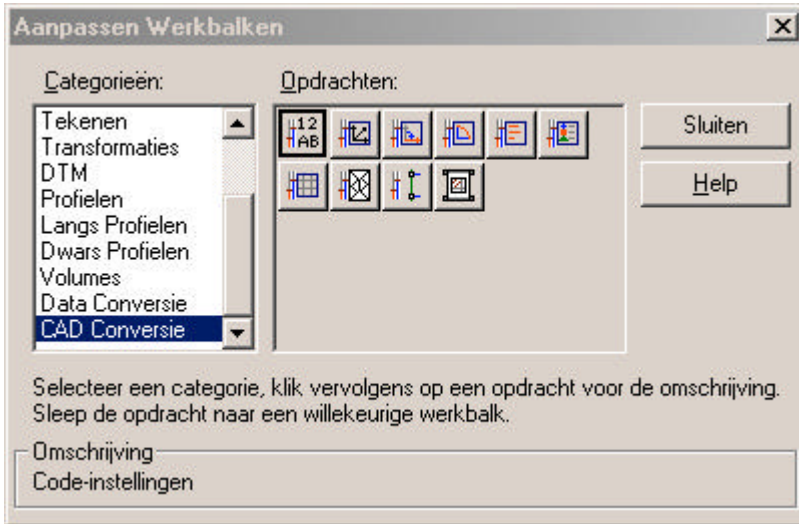 Aanpassen Werkbalken
Categorieën:
Opdrachten:
Tekenen
Transformaties
DTM
Profielen
Langs Profielen
Dwars Profielen
Volumes
Data Conversie
CAD Conversie
12
AB
Sluiten
Help
Selecteer een categorie, klik vervolgens op een opdracht voor de omschrijving.
Sleep de opdracht naar een willekeurige werkbalk.
Omschrijving
Code-instellingen